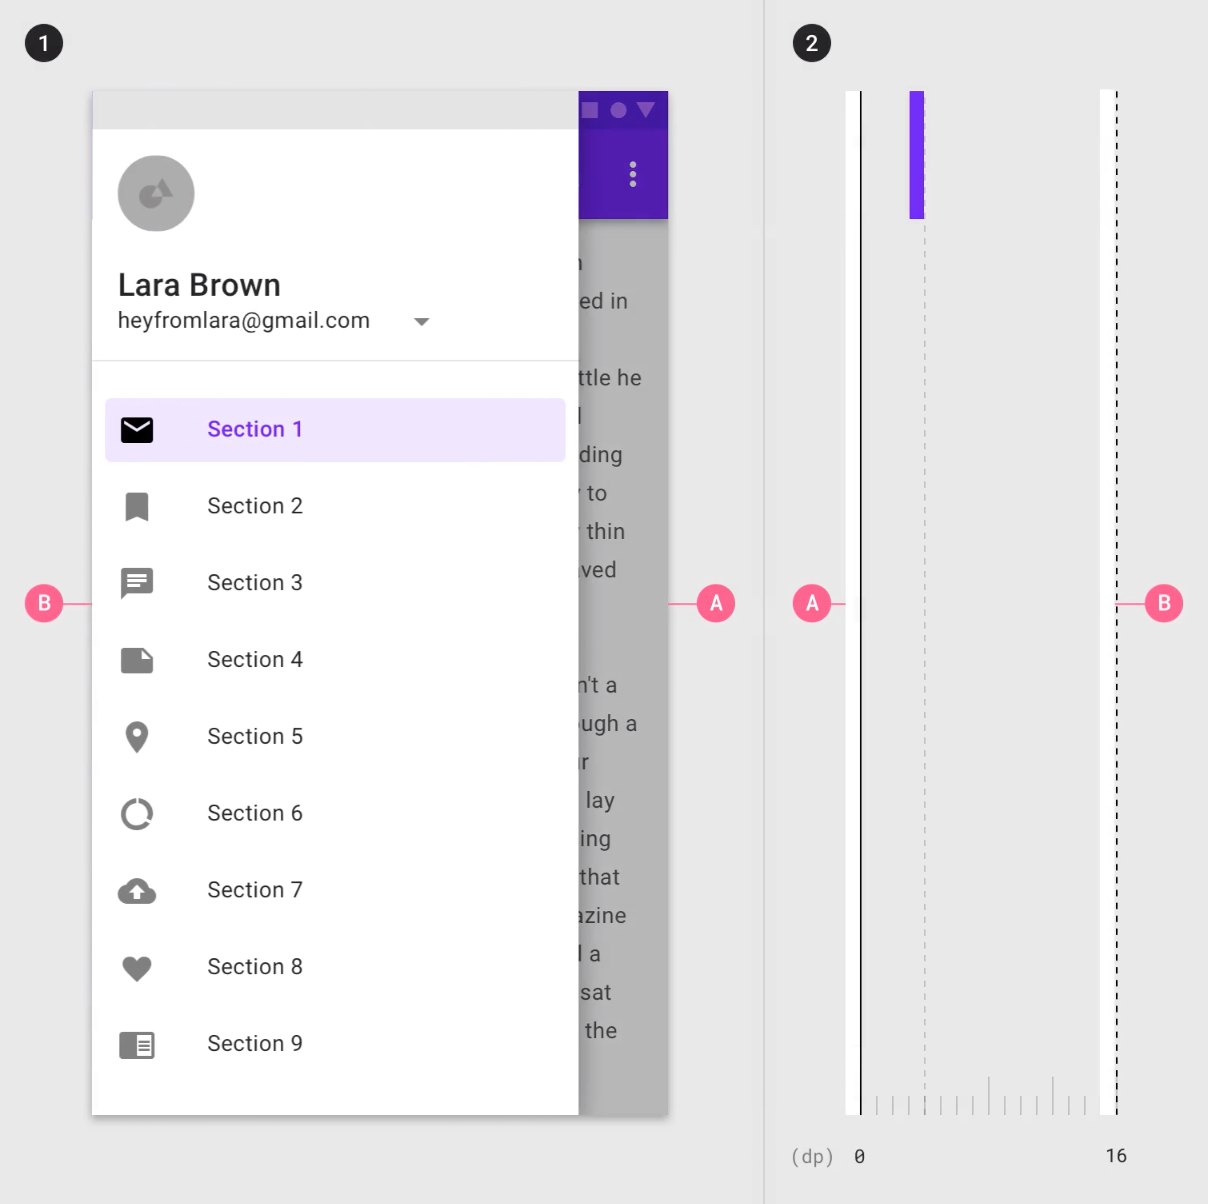 1
Lara Brown
heyfromlara@gmail.com
Section 1
Section 2
Section 3
Section 4
Section 5
Section 6
Section 7
Section 8
Section 9
ed in
ttle he
ding
to
thin
ved
n't a
ugh a
r
lay
ing
that
azine
a
sat
the
B
A
2
A
B
(dp) 0 16